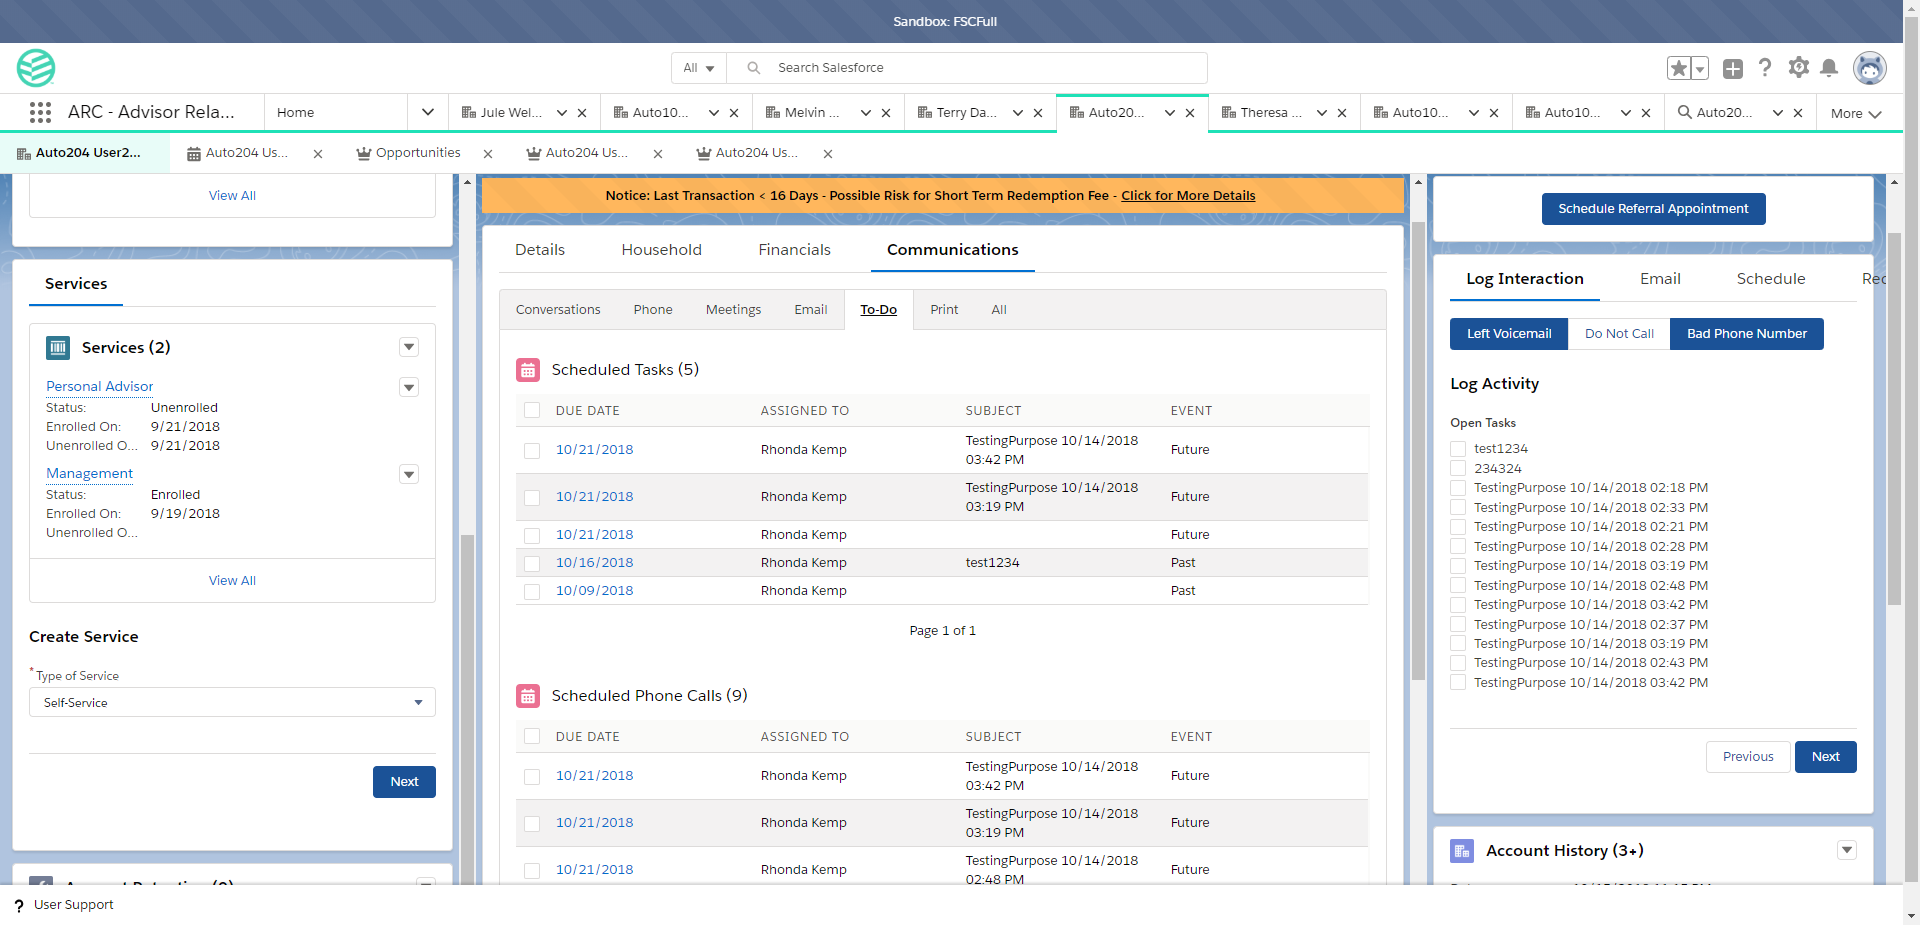 Sandbox: FSCFull
All
Search Salesforce
ARC - Advisor Rela...
Home
Jule Wel...
Auto10...
Melvin ...
Terry Da...
Auto20...
Theresa ...
Auto10...
Auto10...
Auto20...
More
Auto204 User2...
Auto204 Us...
Opportunities
Auto204 Us...
Auto204 Us...
View All
Services
Services (2)
Personal Advisor
Status: Unenrolled
Enrolled On: 9/21/2018
Unenrolled O... 9/21/2018
Management
Status: Enrolled
Enrolled On: 9/19/2018
Unenrolled O...
View All
Create Service
* Type of Service
Self-Service
Next
Notice: Last Transaction < 16 Days - Possible Risk for Short Term Redemption Fee - Click for More Details
Details Household Financials Communications
Conversations Phone Meetings Email To-Do Print All
Scheduled Tasks (5)
DUE DATE ASSIGNED TO SUBJECT EVENT
10/21/2018 Rhonda Kemp TestingPurpose 10/14/2018 03:42 PM Future
10/21/2018 Rhonda Kemp TestingPurpose 10/14/2018 03:19 PM Future
10/21/2018 Rhonda Kemp Future
10/16/2018 Rhonda Kemp test1234 Past
10/09/2018 Rhonda Kemp Past
Page 1 of 1
Scheduled Phone Calls (9)
DUE DATE ASSIGNED TO SUBJECT EVENT
10/21/2018 Rhonda Kemp TestingPurpose 10/14/2018 03:42 PM Future
10/21/2018 Rhonda Kemp TestingPurpose 10/14/2018 03:19 PM Future
10/21/2018 Rhonda Kemp TestingPurpose 10/14/2018 02:48 PM Future
Schedule Referral Appointment
Log Interaction Email Schedule Rec
Left Voicemail Do Not Call Bad Phone Number
Log Activity
Open Tasks
test1234
234324
TestingPurpose 10/14/2018 02:18 PM
TestingPurpose 10/14/2018 02:33 PM
TestingPurpose 10/14/2018 02:21 PM
TestingPurpose 10/14/2018 02:28 PM
TestingPurpose 10/14/2018 03:19 PM
TestingPurpose 10/14/2018 02:48 PM
TestingPurpose 10/14/2018 03:42 PM
TestingPurpose 10/14/2018 02:37 PM
TestingPurpose 10/14/2018 03:19 PM
TestingPurpose 10/14/2018 02:43 PM
TestingPurpose 10/14/2018 03:42 PM
Previous Next
Account History (3+)
? User Support